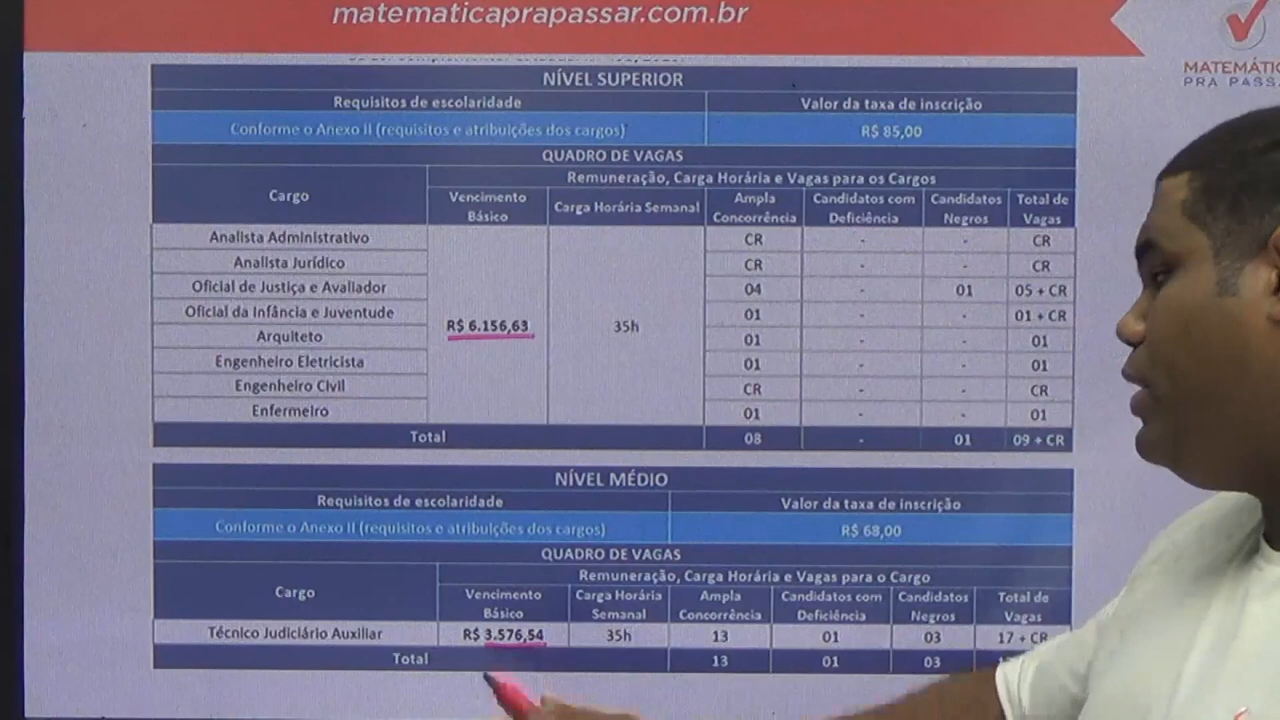 matematicaprapassar.com.br
MATEMÁTIC
PRA PASSA
NÍVEL SUPERIOR
Requisitos de escolaridade Valor da taxa de inscrição
Conforme o Anexo II (requisitos e atribuições dos cargos) R$ 85,00
QUADRO DE VAGAS
Cargo Remuneração, Carga Horária e Vagas para os Cargos
Vencimento Básico Carga Horária Semanal Ampla Concorrência Candidatos com Deficiência Candidatos Negros Total de Vagas
Analista Administrativo CR - - CR
Analista Jurídico CR - - CR
Oficial de Justiça e Avaliador 04 - 01 05 + CR
Oficial da Infância e Juventude 01 - - 01 + CR
R$ 6.156,63 35h
Arquiteto 01 - - 01
Engenheiro Eletricista 01 - - 01
Engenheiro Civil CR - - CR
Enfermeiro 01 - - 01
Total 08 - 01 09 + CR
NÍVEL MÉDIO
Requisitos de escolaridade Valor da taxa de inscrição
Conforme o Anexo II (requisitos e atribuições dos cargos) R$ 68,00
QUADRO DE VAGAS
Cargo Remuneração, Carga Horária e Vagas para o Cargo
Vencimento Básico Carga Horária Semanal Ampla Concorrência Candidatos com Deficiência Candidatos Negros Total de Vagas
Técnico Judiciário Auxiliar R$ 3.576,54 35h 13 01 03 17 + CR
Total 13 01 03